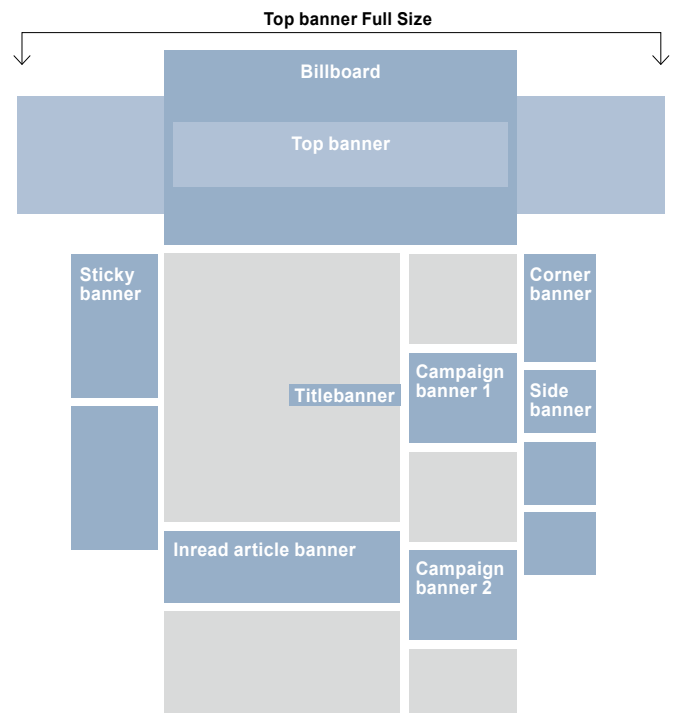 Top banner Full Size
Billboard
Top banner
Sticky
banner
Corner
banner
Campaign
banner 1
Titlebanner
Side
banner
Inread article banner
Campaign
banner 2